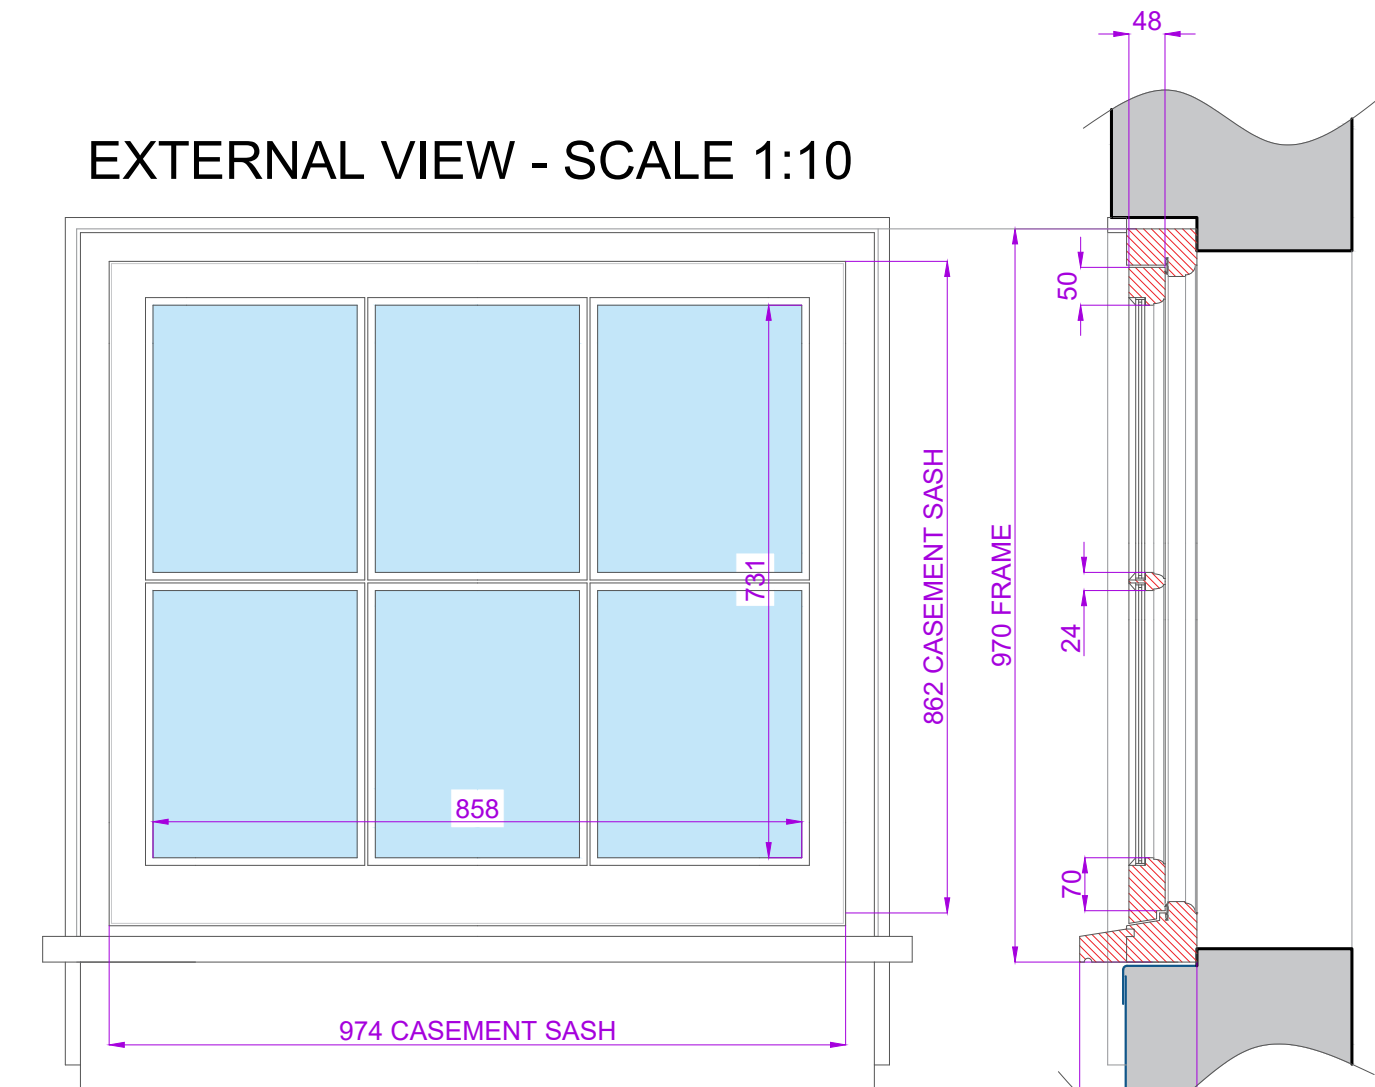 48
EXTERNAL VIEW - SCALE 1:10
50
862 CASEMENT SASH
970 FRAME
731
24
858
70
974 CASEMENT SASH